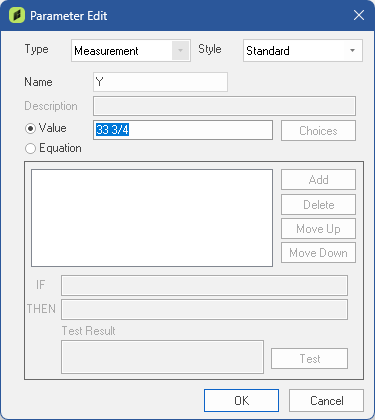 Parameter Edit
Type Measurement Style Standard
Name Y
Description
Value 33 3/4 Choices
Equation
Add
Delete
Move Up
Move Down
IF
THEN
Test Result
Test
OK Cancel